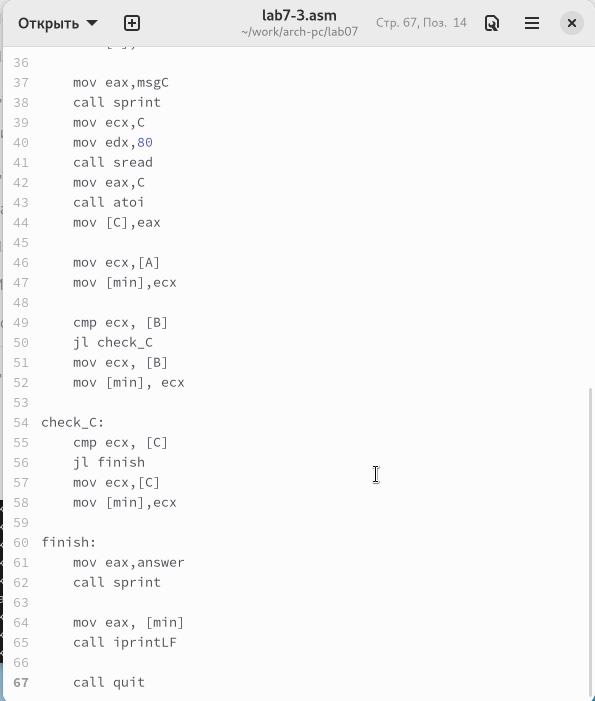 Открыть
lab7-3.asm
~/work/arch-pc/lab07
Стр. 67, Поз. 14
36
37 mov eax,msgC
38 call sprint
39 mov ecx,C
40 mov edx,80
41 call sread
42 mov eax,C
43 call atoi
44 mov [C],eax
45
46 mov ecx,[A]
47 mov [min],ecx
48
49 cmp ecx, [B]
50 jl check_C
51 mov ecx, [B]
52 mov [min], ecx
53
54 check_C:
55 cmp ecx, [C]
56 jl finish
57 mov ecx,[C]
58 mov [min],ecx
59
60 finish:
61 mov eax,answer
62 call sprint
63
64 mov eax, [min]
65 call iprintLF
66
67 call quit